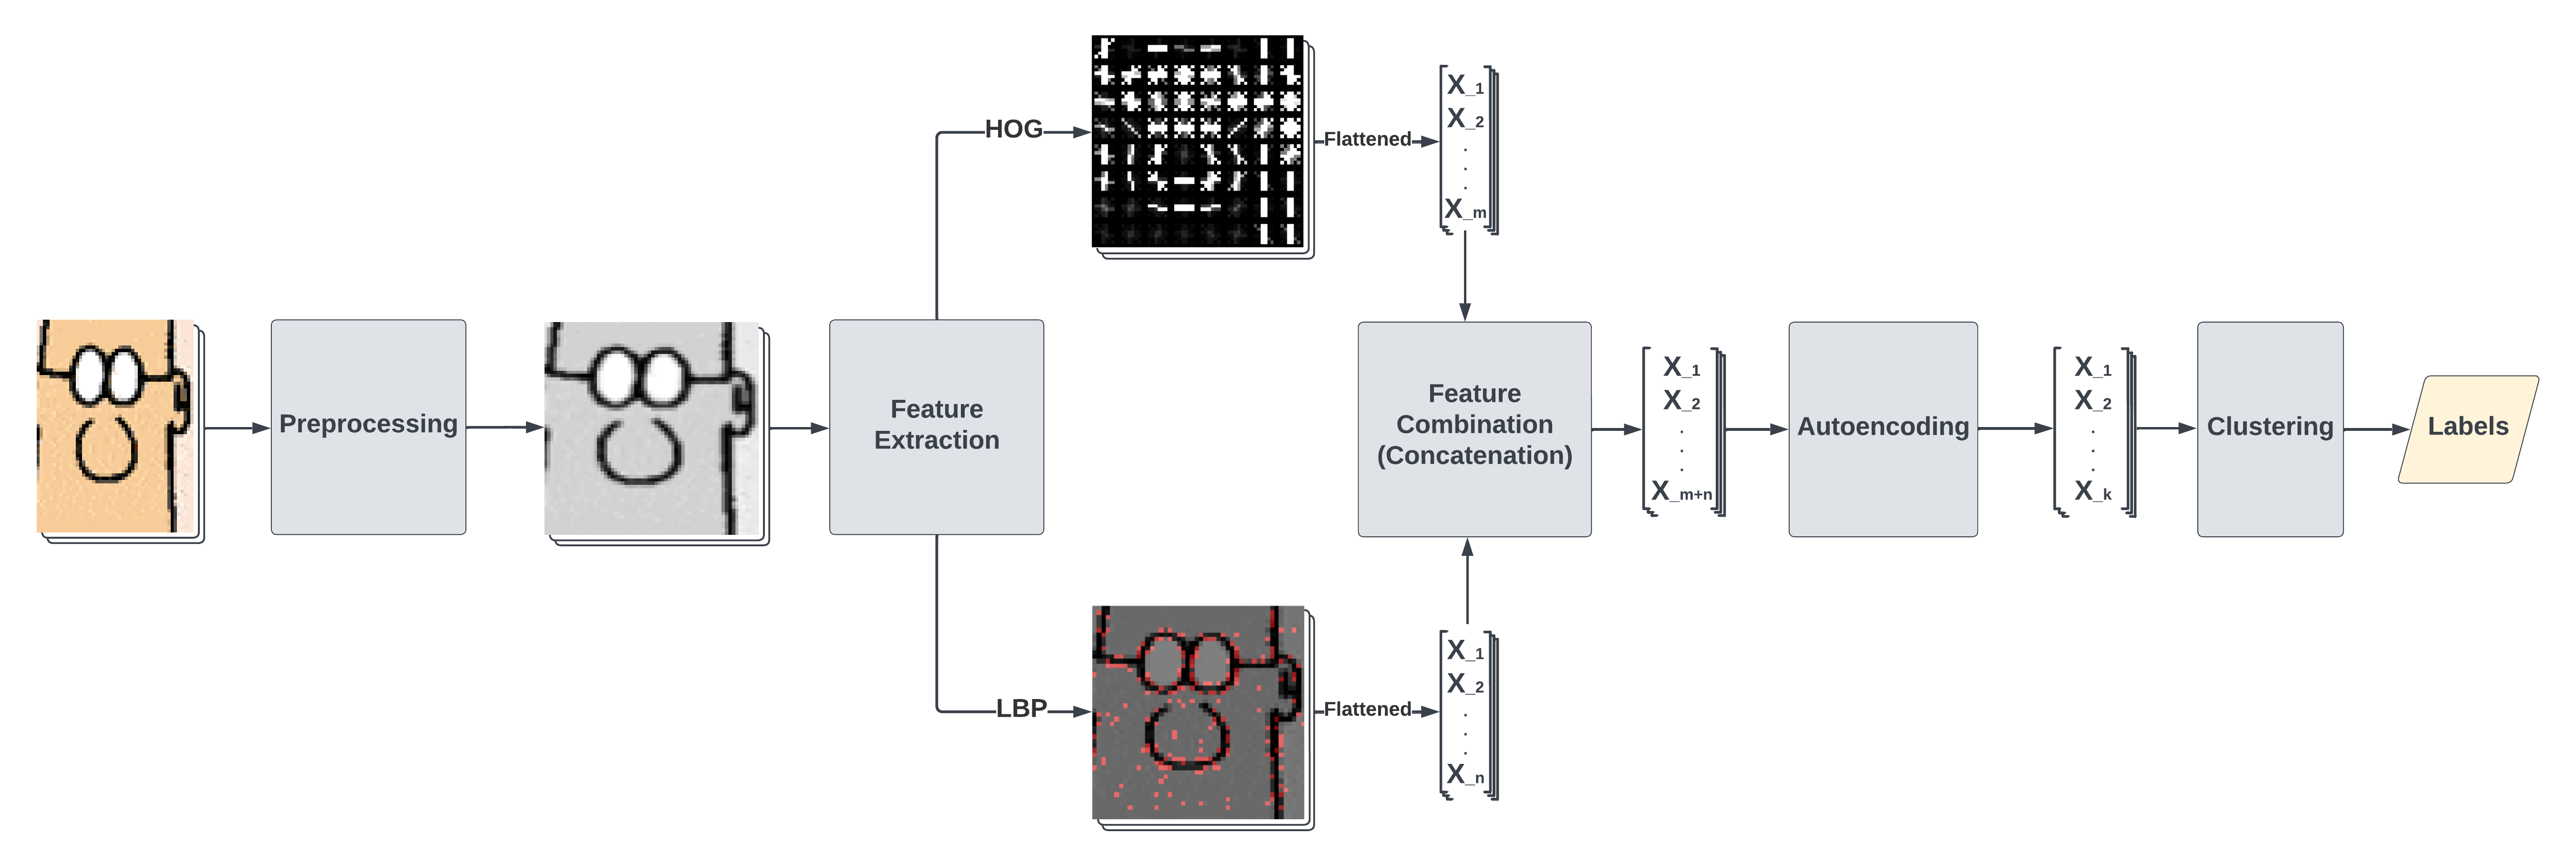 HOG
Flattened
X_1
X_2
.
.
.
X_m
Preprocessing
Feature
Extraction
Feature
Combination
(Concatenation)
X_1
X_2
.
.
.
X_m+n
Autoencoding
X_1
X_2
.
.
.
X_k
Clustering
Labels
LBP
Flattened
X_1
X_2
.
.
.
X_n